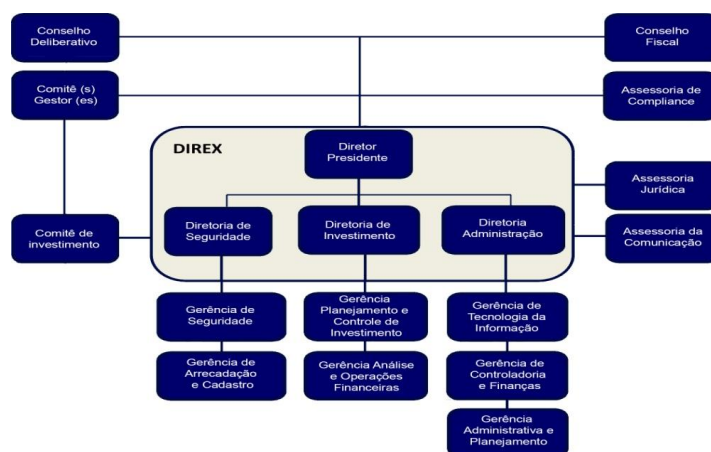 Conselho
Deliberativo
Conselho
Fiscal
Comitê (s)
Gestor (es)
Assessoria de
Compliance
DIREX
Diretor
Presidente
Assessoria
Jurídica
Comitê de
investimento
Diretoria de
Seguridade
Diretoria de
Investimento
Diretoria
Administração
Assessoria da
Comunicação
Gerência de
Seguridade
Gerência
Planejamento e
Controle de
Investimento
Gerência de
Tecnologia da
Informação
Gerência de
Arrecadação
e Cadastro
Gerência Análise
e Operações
Financeiras
Gerência de
Controladoria
e Finanças
Gerência
Administrativa e
Planejamento